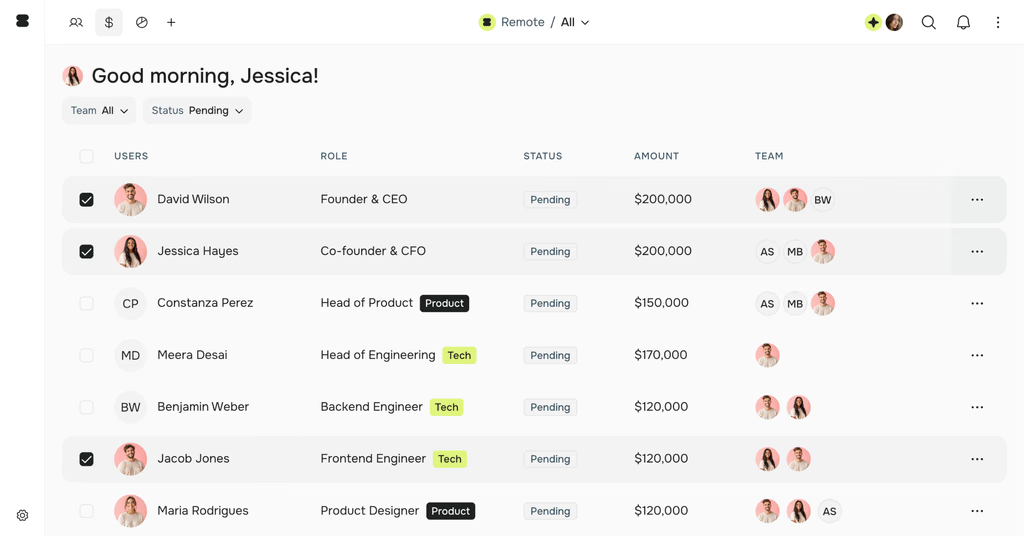 Remote / All
Good morning, Jessica!
Team All
Status Pending
USERS ROLE STATUS AMOUNT TEAM
David Wilson Founder & CEO Pending $200,000 BW
Jessica Hayes Co-founder & CFO Pending $200,000 AS MB
CP Constanza Perez Head of Product Product Pending $150,000 AS MB
MD Meera Desai Head of Engineering Tech Pending $170,000
BW Benjamin Weber Backend Engineer Tech Pending $120,000
Jacob Jones Frontend Engineer Tech Pending $120,000
Maria Rodrigues Product Designer Product Pending $120,000 AS